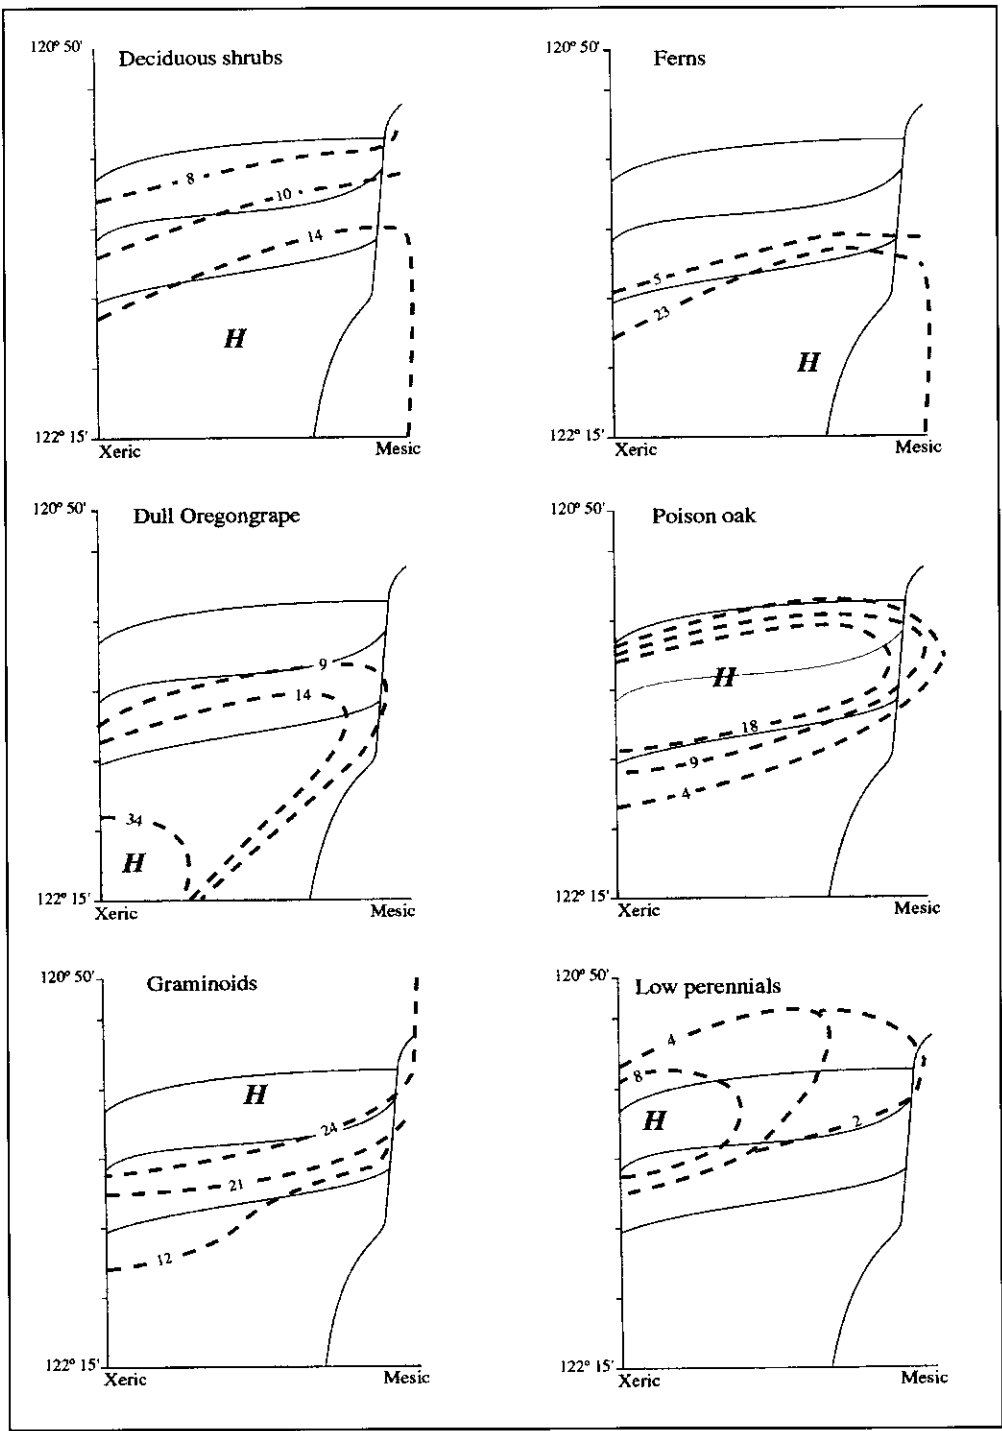 Deciduous shrubs
120° 50'
8
10
14
H
122° 15'
Xeric
Mesic
Ferns
120° 50'
5
23
H
122° 15'
Xeric
Mesic
Dull Oregongrape
120° 50'
9
14
34
H
122° 15'
Xeric
Mesic
Poison oak
120° 50'
H
18
9
4
122° 15'
Xeric
Mesic
Graminoids
120° 50'
H
24
21
12
122° 15'
Xeric
Mesic
Low perennials
120° 50'
4
8
H
2
122° 15'
Xeric
Mesic